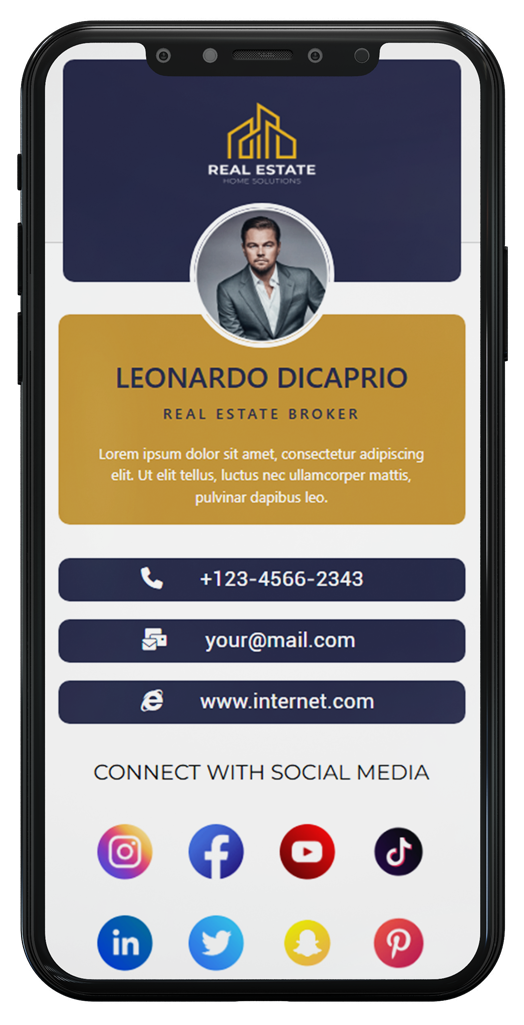 REAL ESTATE
HOME SOLUTIONS
LEONARDO DICAPRIO
REAL ESTATE BROKER
Lorem ipsum dolor sit amet, consectetur adipiscing
elit. Ut elit tellus, luctus nec ullamcorper mattis,
pulvinar dapibus leo.
+123-4566-2343
your@mail.com
www.internet.com
CONNECT WITH SOCIAL MEDIA
in